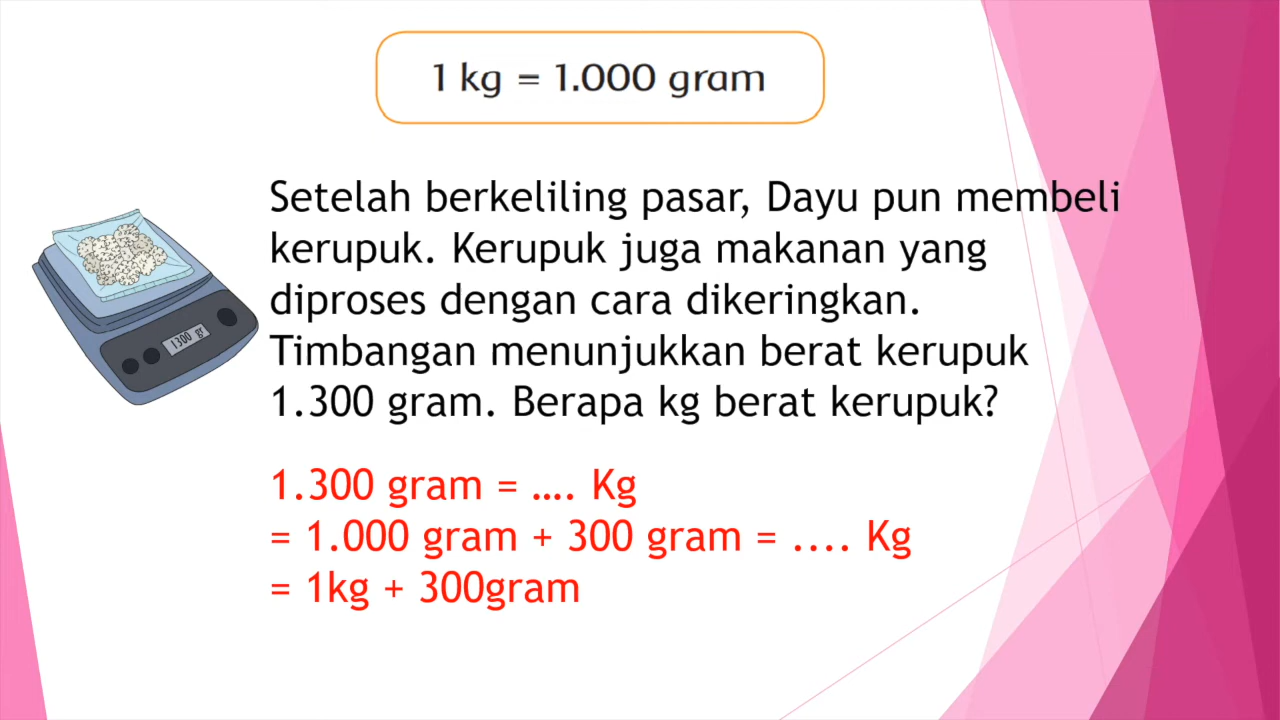 1 kg = 1.000 gram
Setelah berkeliling pasar, Dayu pun membeli
kerupuk. Kerupuk juga makanan yang
diproses dengan cara dikeringkan.
Timbangan menunjukkan berat kerupuk
1.300 gram. Berapa kg berat kerupuk?
1300 gr
1.300 gram = .... Kg
= 1.000 gram + 300 gram = .... Kg
= 1kg + 300gram